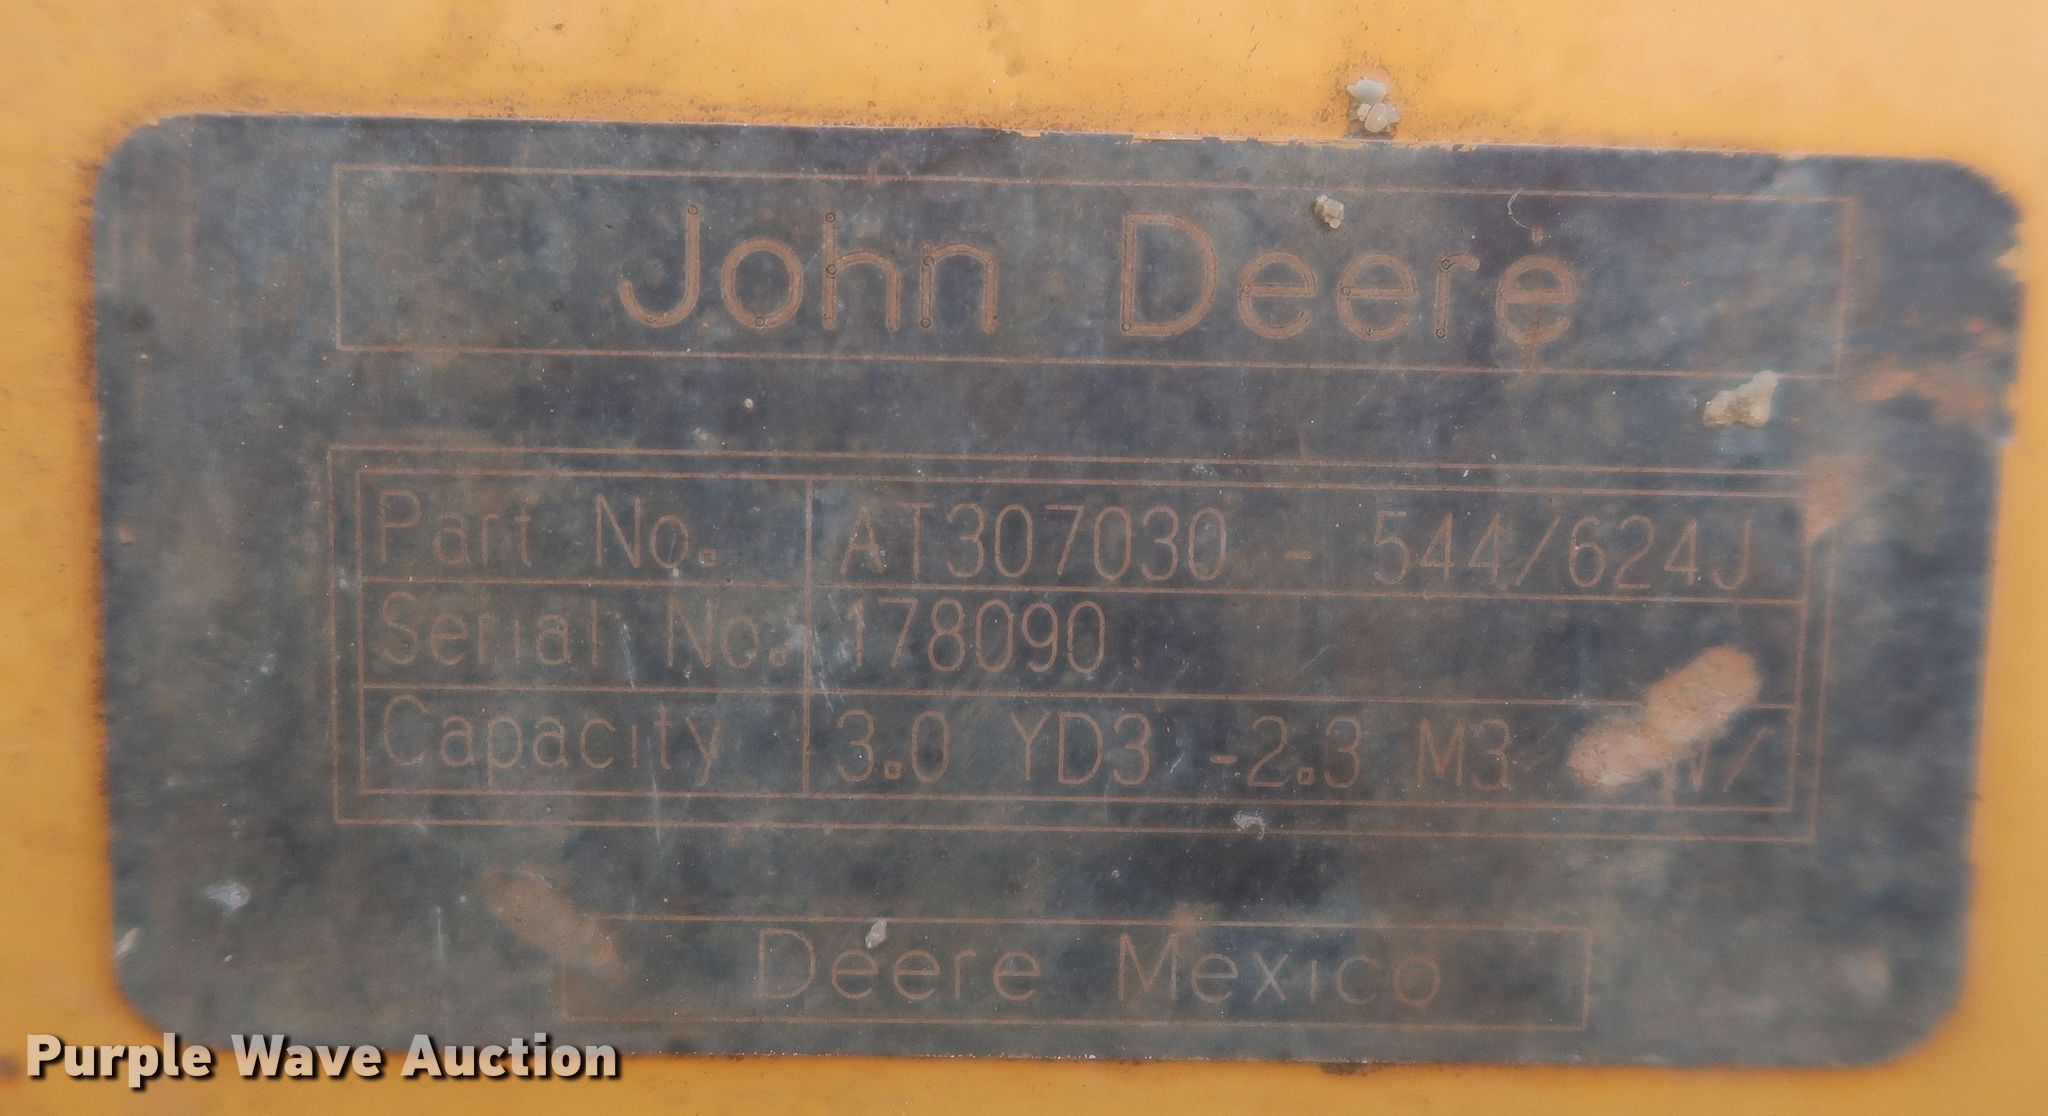 John Deere
Part No. AT307030 - 544/624J
Serial No. 178090
Capacity 3.0 YD3 -2.3 M3
Deere Mexico
Purple Wave Auction